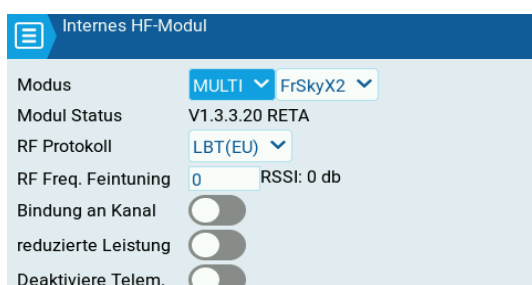 Internes HF-Modul
Modus MULTI FrSkyX2
Modul Status V1.3.3.20 RETA
RF Protokoll LBT(EU)
RF Freq. Feintuning 0 RSSI: 0 db
Bindung an Kanal
reduzierte Leistung
Deaktiviere Telem.